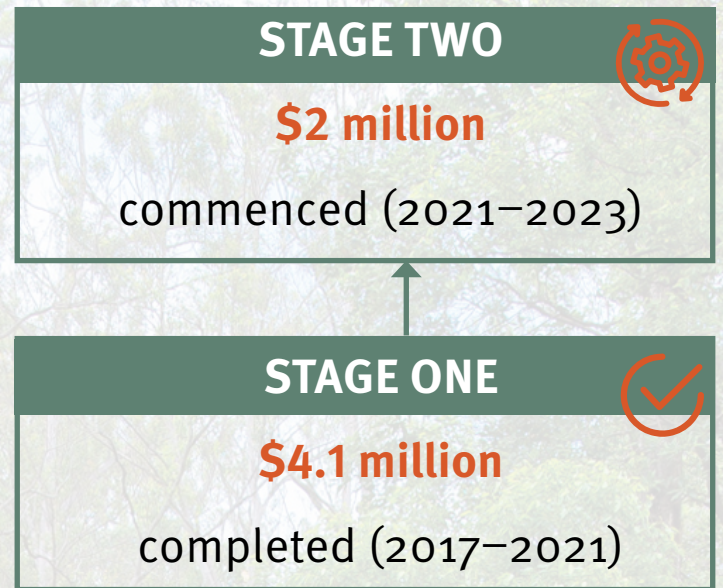 STAGE TWO
$2 million
commenced (2021–2023)
STAGE ONE
$4.1 million
completed (2017–2021)